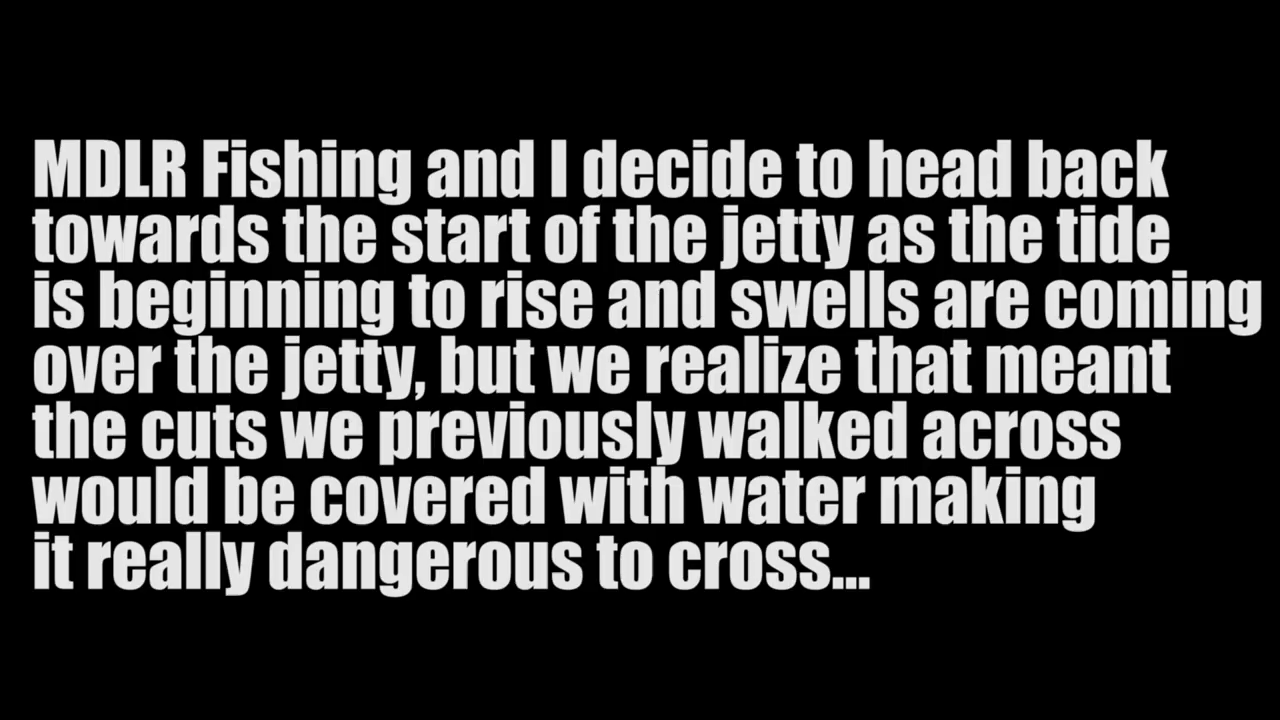 MDLR Fishing and I decide to head back
towards the start of the jetty as the tide
is beginning to rise and swells are coming
over the jetty, but we realize that meant
the cuts we previously walked across
would be covered with water making
it really dangerous to cross...